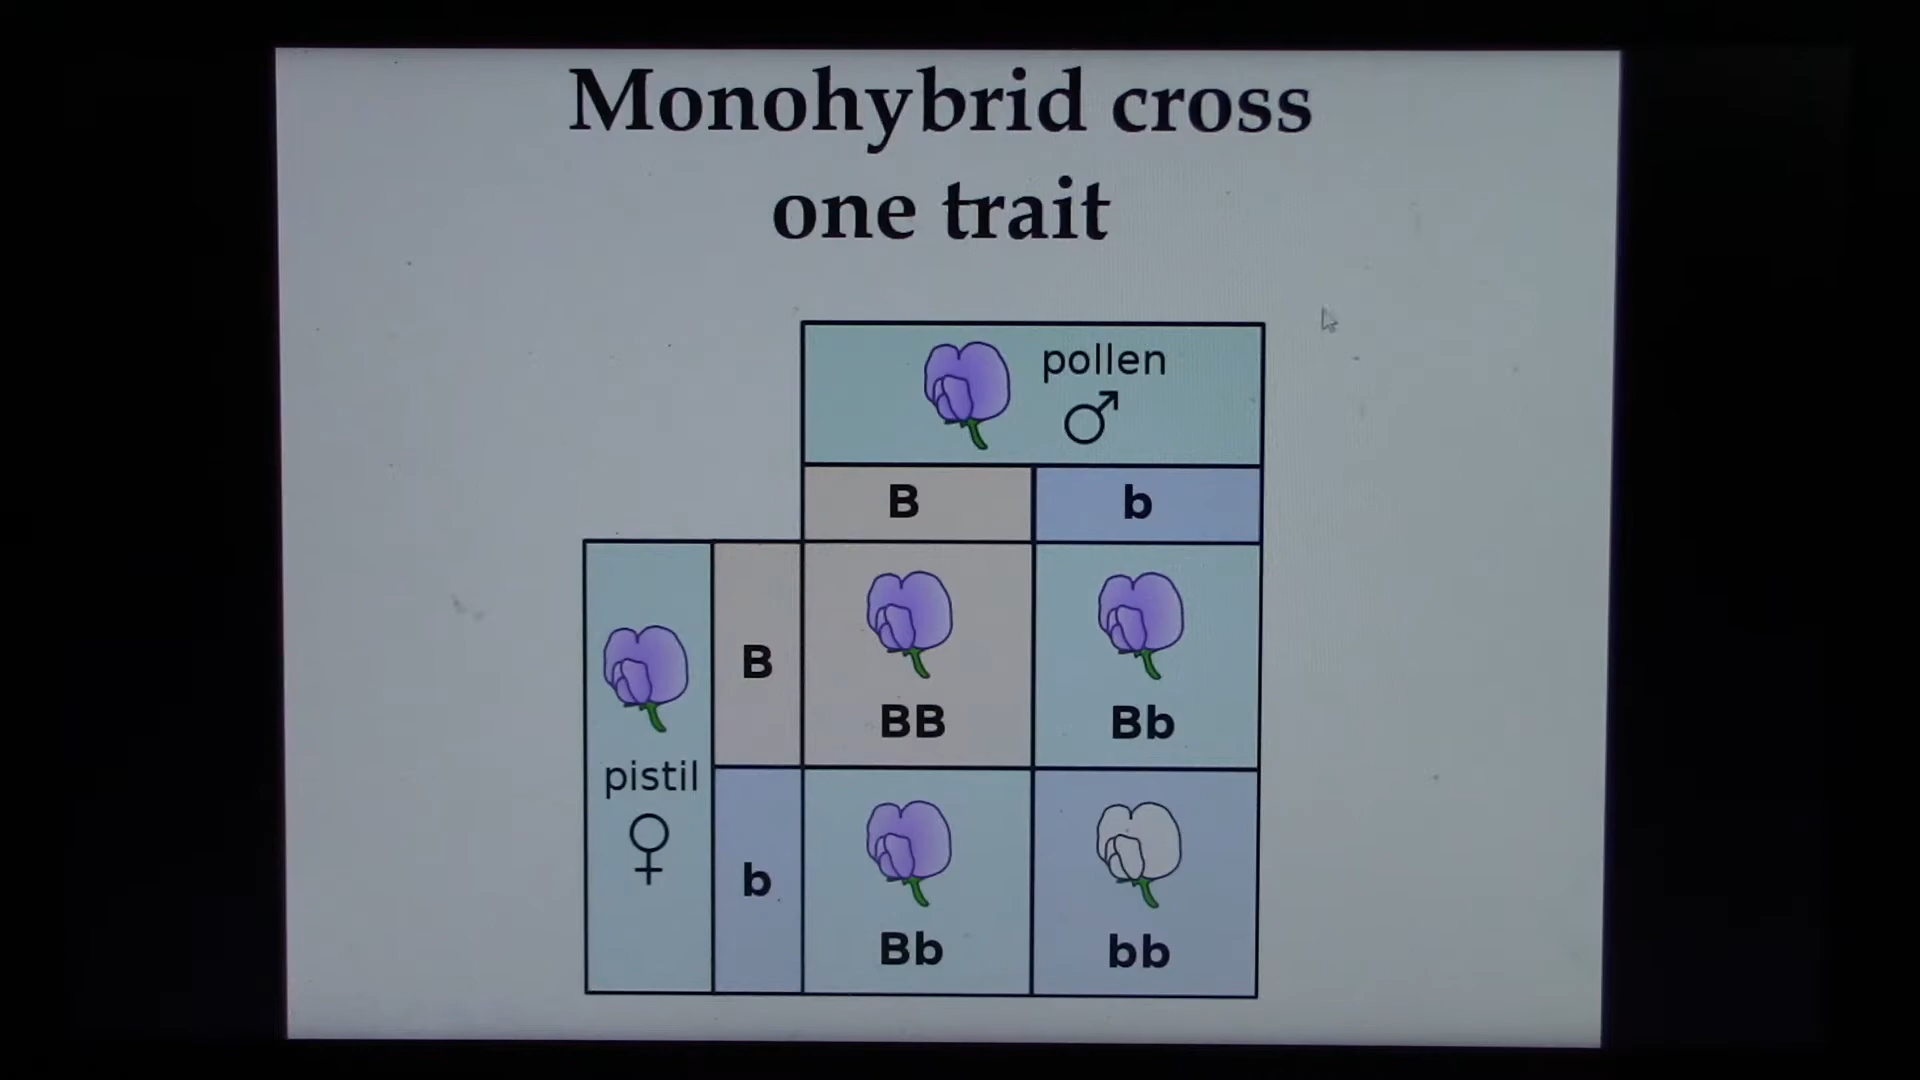 Monohybrid cross
one trait
pollen
♂
B
b
B
BB
Bb
pistil
♀
b
Bb
bb